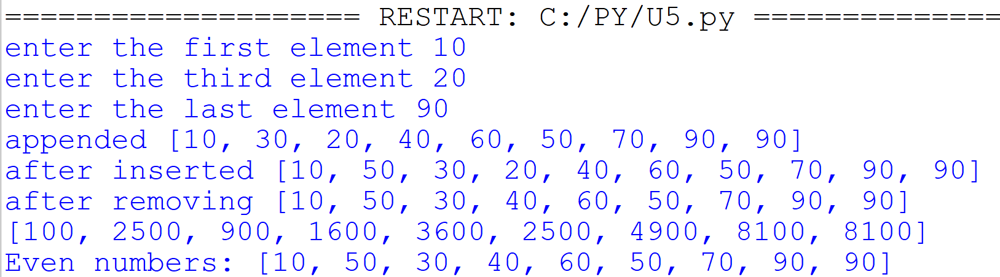 ==================== RESTART: C:/PY/U5.py ==============
enter the first element 10
enter the third element 20
enter the last element 90
appended [10, 30, 20, 40, 60, 50, 70, 90, 90]
after inserted [10, 50, 30, 20, 40, 60, 50, 70, 90, 90]
after removing [10, 50, 30, 40, 60, 50, 70, 90, 90]
[100, 2500, 900, 1600, 3600, 2500, 4900, 8100, 8100]
Even numbers: [10, 50, 30, 40, 60, 50, 70, 90, 90]